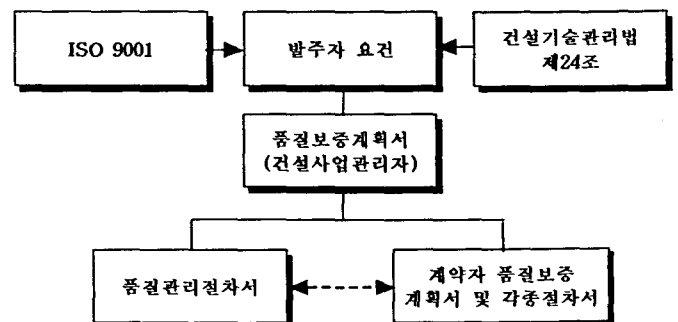 ISO 9001
발주자 요건
건설기술관리법
제24조
품질보증계획서
(건설사업관리자)
품질관리절차서
계약자 품질보증
계획서 및 각종절차서